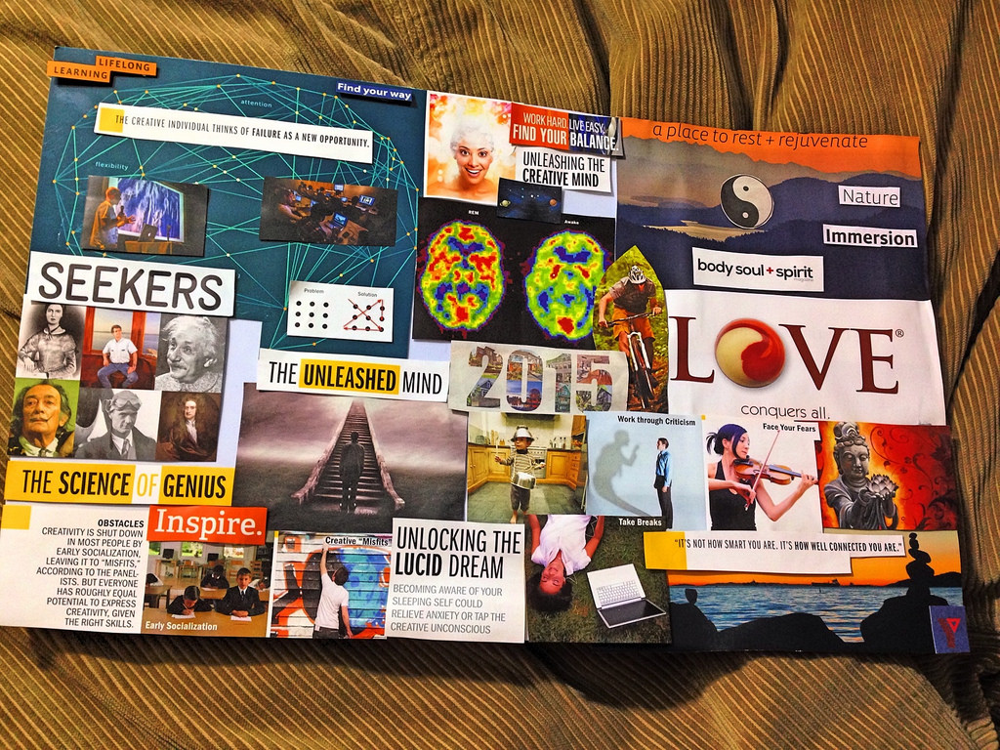 LIFELONG
LEARNING
Find your way
attention
THE CREATIVE INDIVIDUAL THINKS OF FAILURE AS A NEW OPPORTUNITY.
flexibility
WORK HARD, LIVE EASY,
FIND YOUR BALANCE
UNLEASHING THE
CREATIVE MIND
a place to rest + rejuvenate
Nature
Immersion
body soul + spirit
magazine
REM
Awake
SEEKERS
Problem
Solution
THE UNLEASHED MIND
2015
LOVE®
conquers all.
THE SCIENCE OF GENIUS
Work through Criticism
Face Your Fears
OBSTACLES
CREATIVITY IS SHUT DOWN
IN MOST PEOPLE BY
EARLY SOCIALIZATION,
LEAVING IT TO “MISFITS,”
ACCORDING TO THE PANEL-
ISTS. BUT EVERYONE
HAS ROUGHLY EQUAL
POTENTIAL TO EXPRESS
CREATIVITY, GIVEN
THE RIGHT SKILLS.
Inspire.
Early Socialization
Creative "Misfits"
UNLOCKING THE
LUCID DREAM
BECOMING AWARE OF YOUR
SLEEPING SELF COULD
RELIEVE ANXIETY OR TAP THE
CREATIVE UNCONSCIOUS
Take Breaks
"IT'S NOT HOW SMART YOU ARE. IT'S HOW WELL CONNECTED YOU ARE."